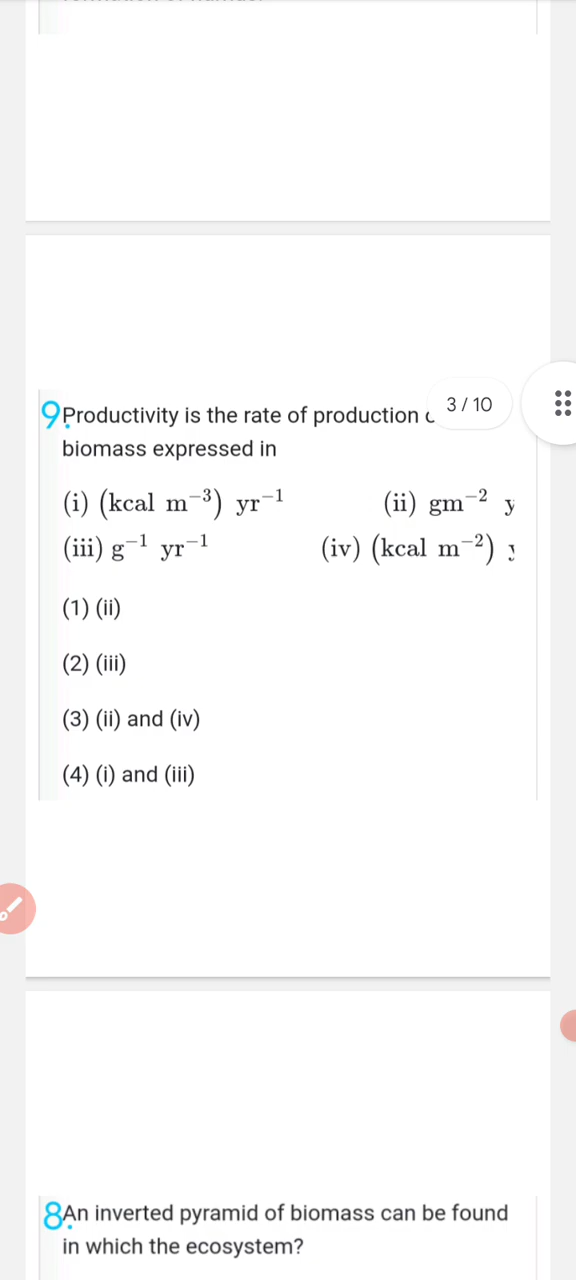 3 / 10
9. Productivity is the rate of production
biomass expressed in
(i) (kcal m⁻³) yr⁻¹ (ii) gm⁻²
(iii) g⁻¹ yr⁻¹ (iv) (kcal m⁻²)
(1) (ii)
(2) (iii)
(3) (ii) and (iv)
(4) (i) and (iii)
8. An inverted pyramid of biomass can be found
in which the ecosystem?